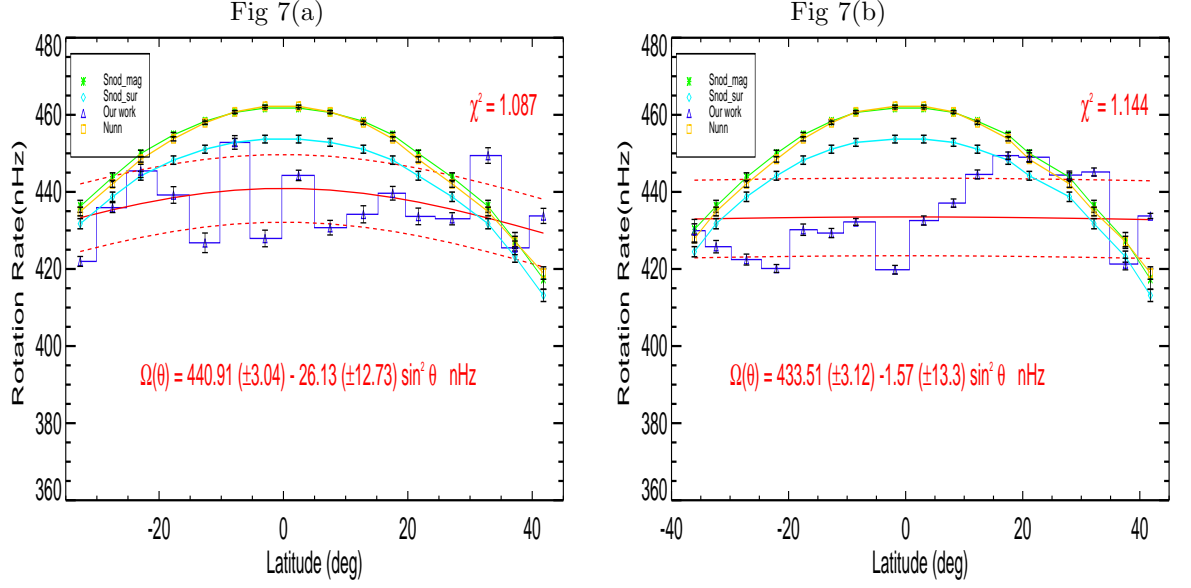 Fig 7(a)
480
460
440
420
400
380
360
Rotation Rate(nHz)
Snod_mag
Snod_sur
Our work
Nunn
χ² = 1.087
Ω(θ) = 440.91 (±3.04) - 26.13 (±12.73) sin² θ nHz
-20 0 20 40
Latitude (deg)
Fig 7(b)
480
460
440
420
400
380
360
Rotation Rate(nHz)
Snod_mag
Snod_sur
Our work
Nunn
χ² = 1.144
Ω(θ) = 433.51 (±3.12) -1.57 (±13.3) sin² θ nHz
-40 -20 0 20 40
Latitude (deg)